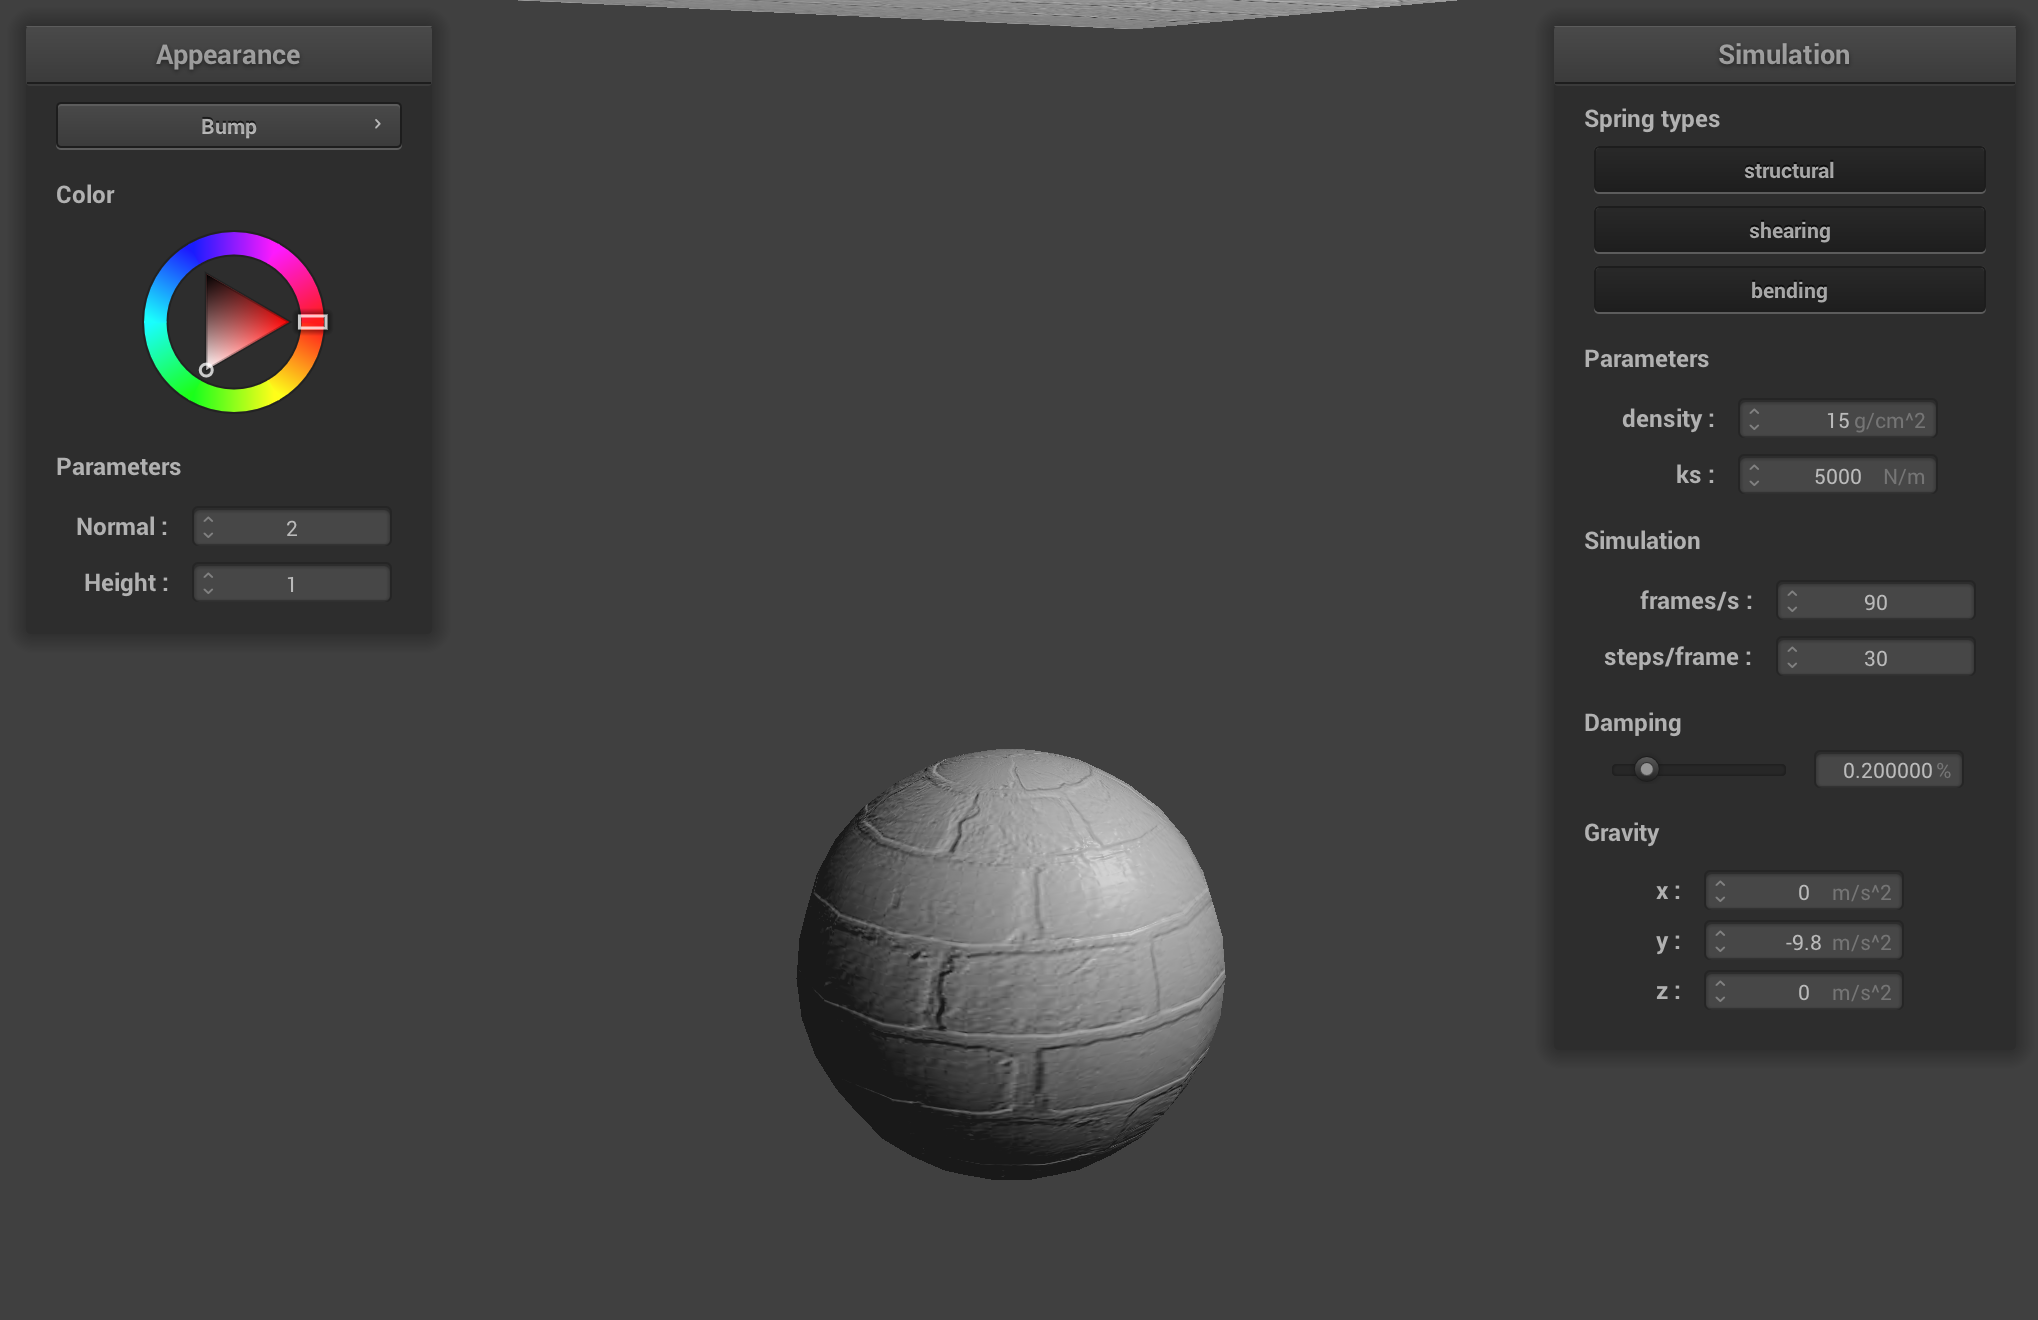 Appearance
Bump
Color
Parameters
Normal : 2
Height : 1
Simulation
Spring types
structural
shearing
bending
Parameters
density : 15 g/cm^2
ks : 5000 N/m
Simulation
frames/s : 90
steps/frame : 30
Damping
0.200000 %
Gravity
x : 0 m/s^2
y : -9.8 m/s^2
z : 0 m/s^2